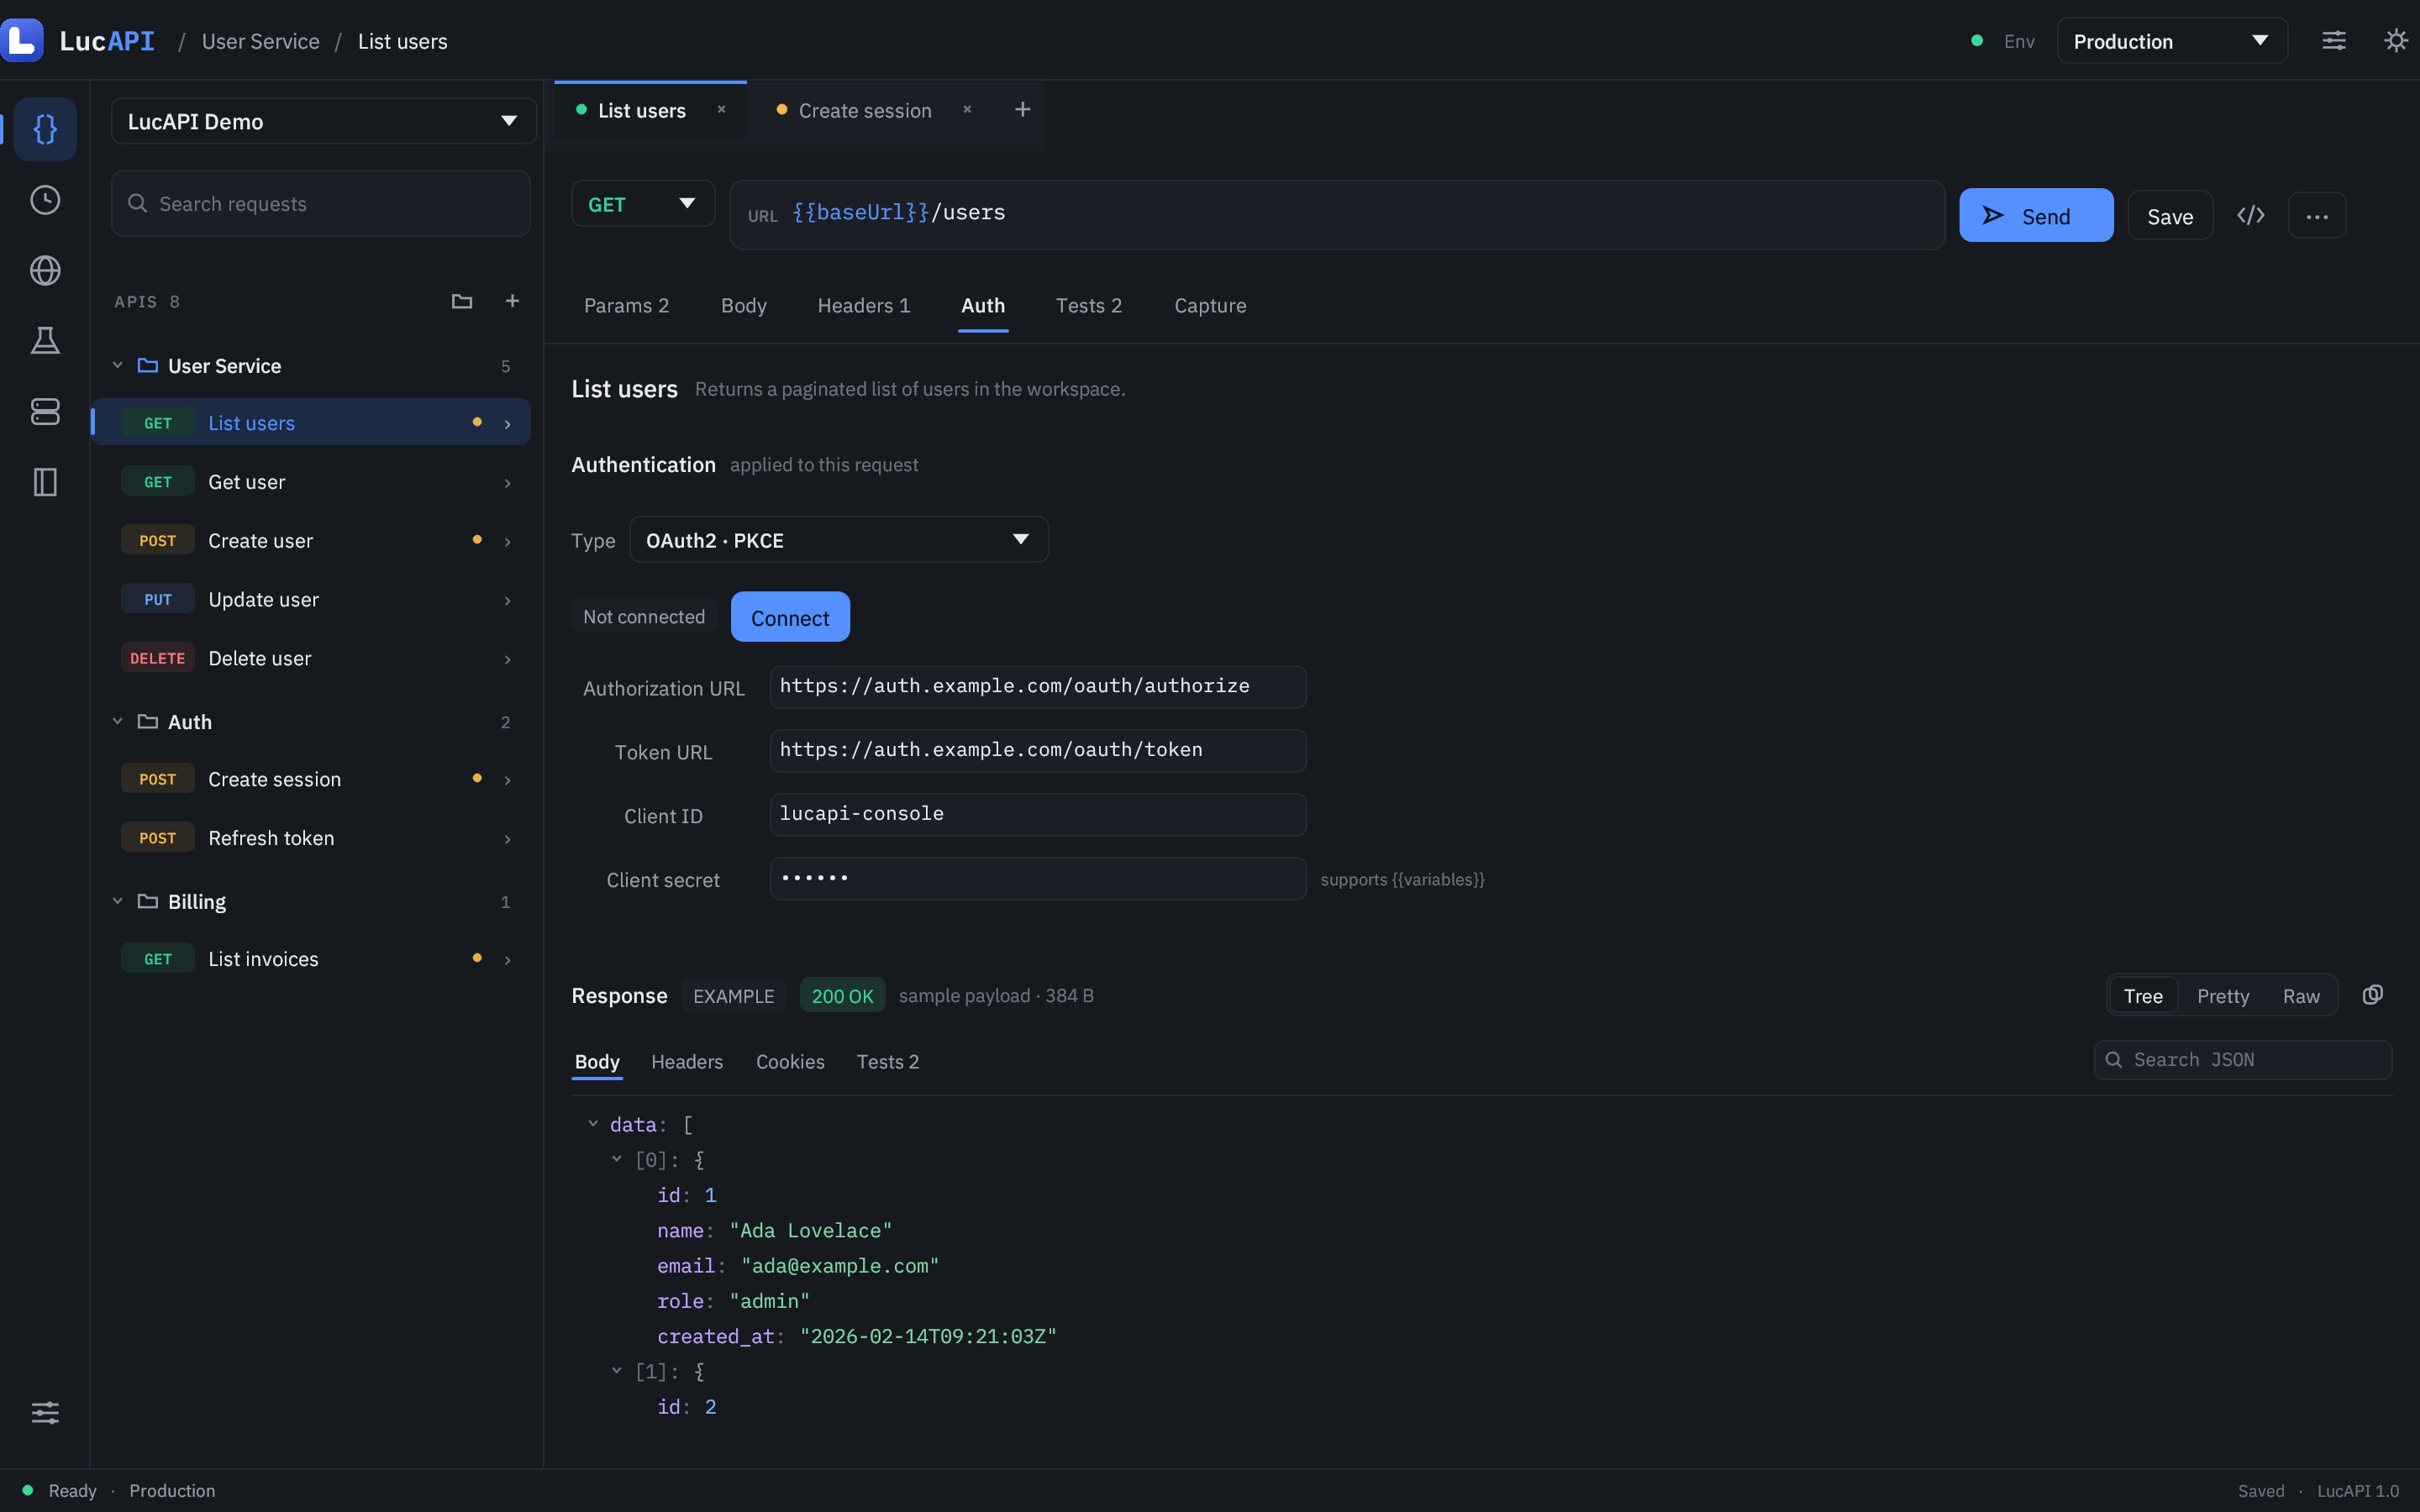 LucAPI / User Service / List users
Env Production
LucAPI Demo
Search requests
APIS 8
User Service 5
GET List users
GET Get user
POST Create user
PUT Update user
DELETE Delete user
Auth 2
POST Create session
POST Refresh token
Billing 1
GET List invoices
List users × Create session × +
GET URL {{baseUrl}}/users Send Save </> ...
Params 2 Body Headers 1 Auth Tests 2 Capture
List users Returns a paginated list of users in the workspace.
Authentication applied to this request
Type OAuth2 · PKCE
Not connected Connect
Authorization URL https://auth.example.com/oauth/authorize
Token URL https://auth.example.com/oauth/token
Client ID lucapi-console
Client secret •••••• supports {{variables}}
Response EXAMPLE 200 OK sample payload · 384 B Tree Pretty Raw
Body Headers Cookies Tests 2 Search JSON
data: [
[0]: {
id: 1
name: "Ada Lovelace"
email: "ada@example.com"
role: "admin"
created_at: "2026-02-14T09:21:03Z"
[1]: {
id: 2
Ready · Production Saved · LucAPI 1.0